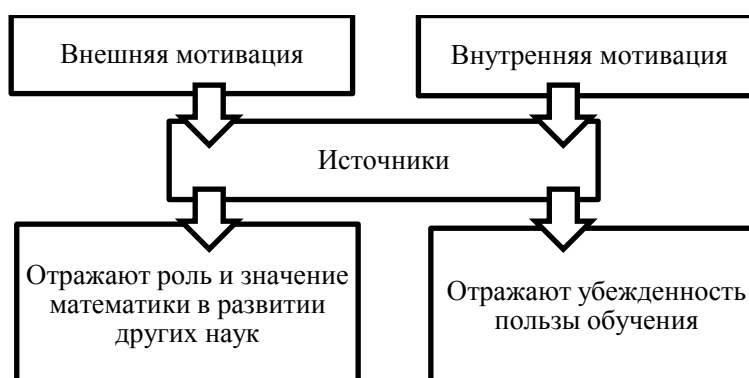 Внешняя мотивация
Внутренняя мотивация
Источники
Отражают роль и значение
математики в развитии
других наук
Отражают убежденность
пользы обучения